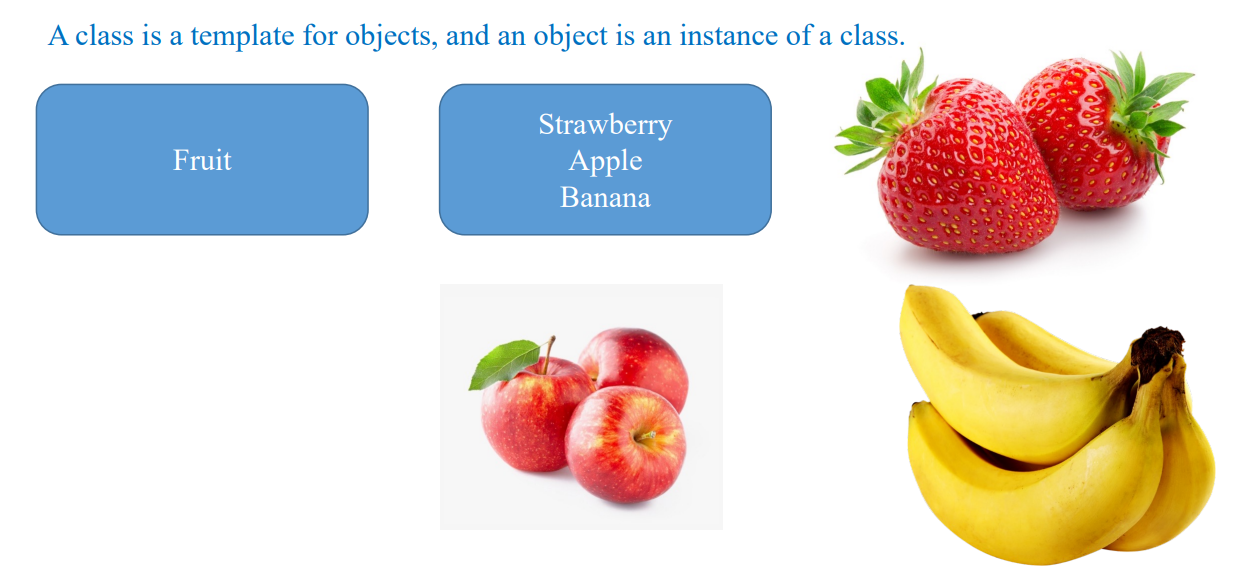 A class is a template for objects, and an object is an instance of a class.
Fruit
Strawberry
Apple
Banana